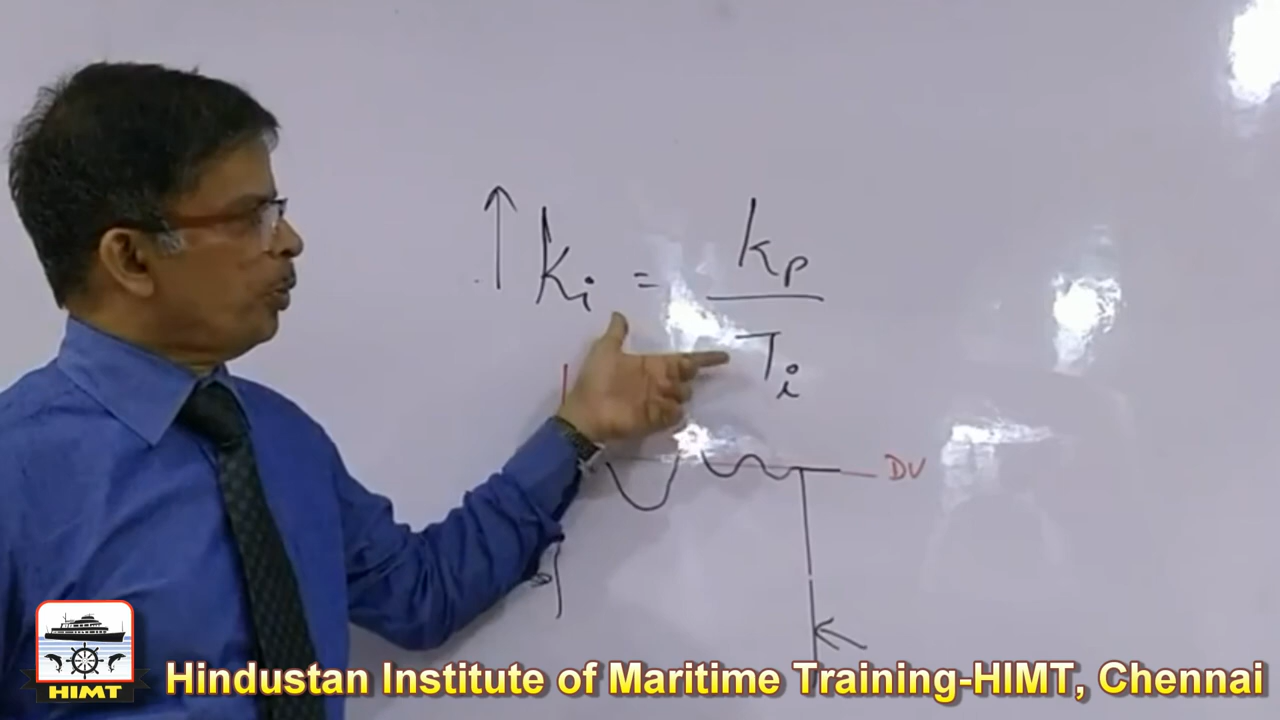 ↑ Ki = Kp
Ti
DV
HIMT
Hindustan Institute of Maritime Training-HIMT, Chennai